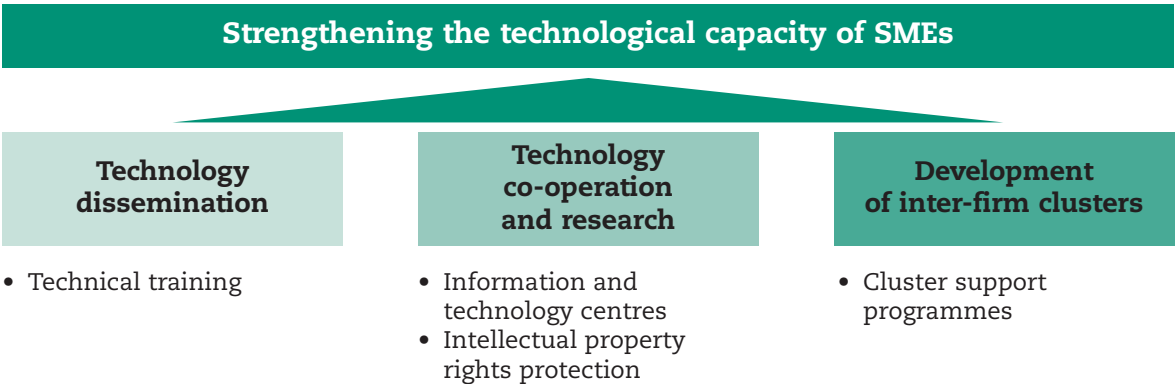 Strengthening the technological capacity of SMEs
Technology
dissemination
Technology
co-operation
and research
Development
of inter-firm clusters
• Technical training
• Information and
technology centres
• Intellectual property
rights protection
• Cluster support
programmes